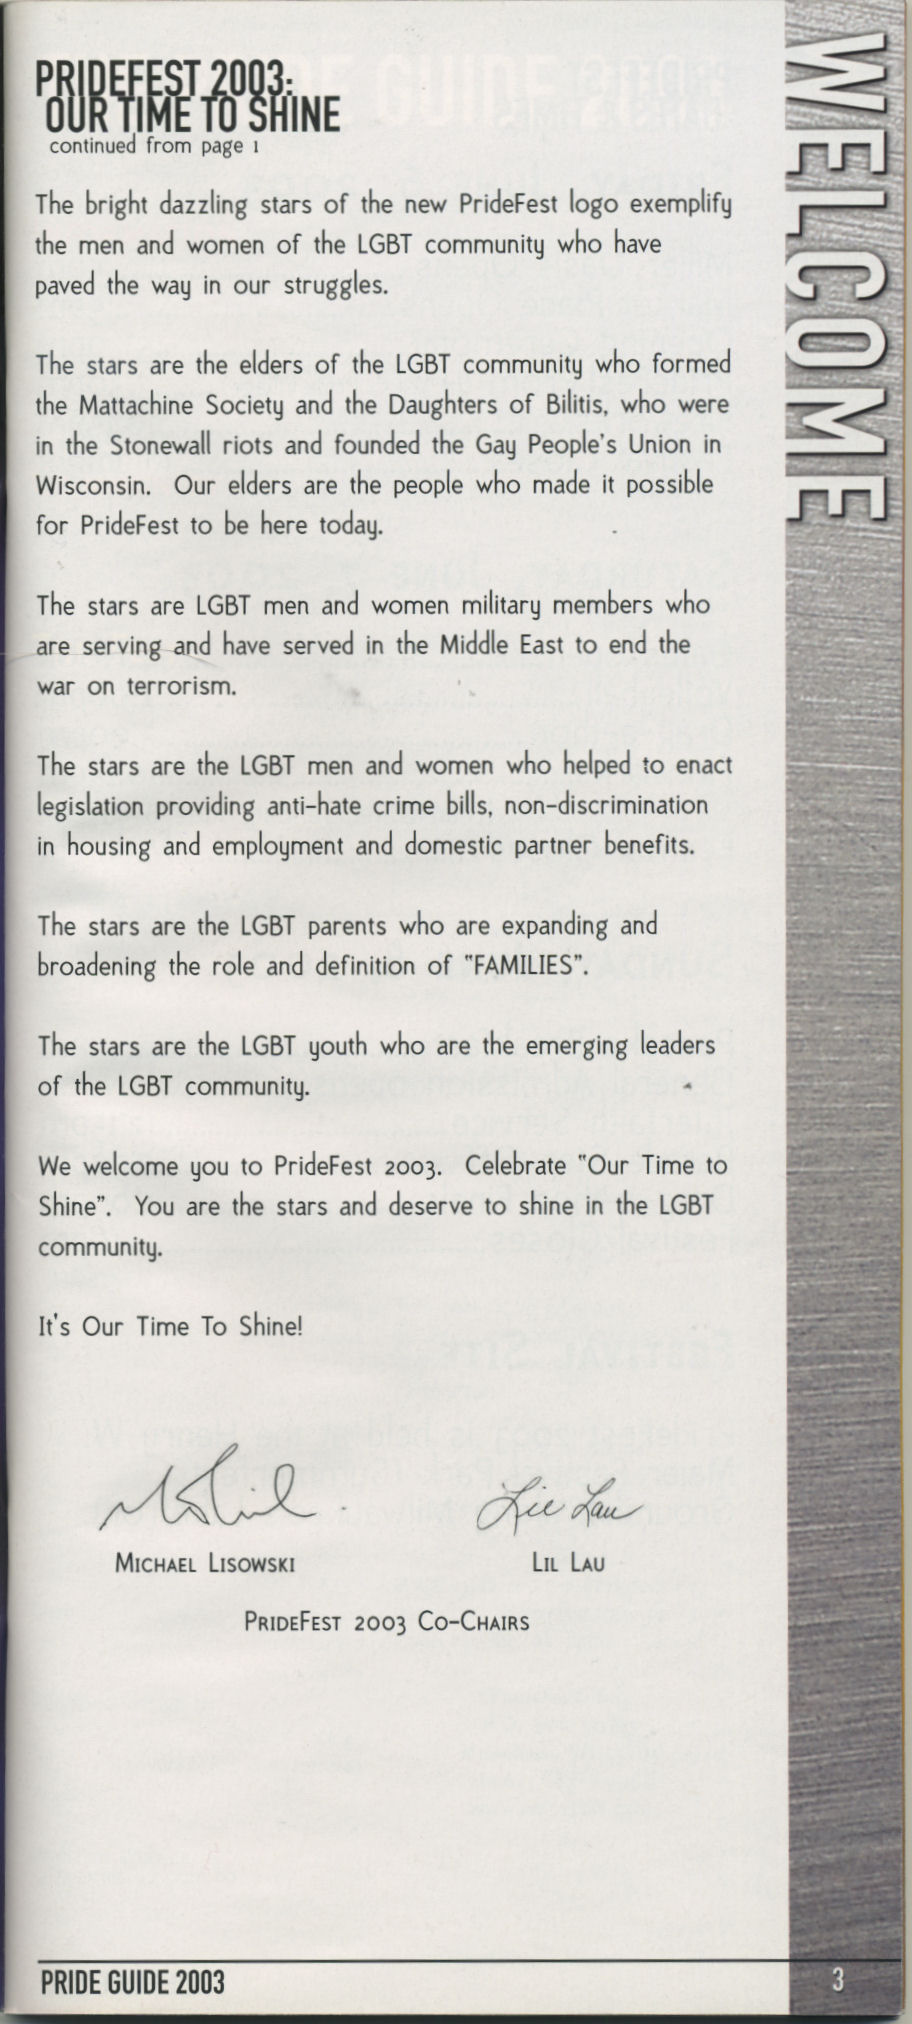 PRIDEFEST 2003:
OUR TIME TO SHINE
continued from page 1
The bright dazzling stars of the new PrideFest logo exemplify
the men and women of the LGBT community who have
paved the way in our struggles.
The stars are the elders of the LGBT community who formed
the Mattachine Society and the Daughters of Bilitis, who were
in the Stonewall riots and founded the Gay People's Union in
Wisconsin. Our elders are the people who made it possible
for PrideFest to be here today.
The stars are LGBT men and women military members who
are serving and have served in the Middle East to end the
war on terrorism.
The stars are the LGBT men and women who helped to enact
legislation providing anti-hate crime bills, non-discrimination
in housing and employment and domestic partner benefits.
The stars are the LGBT parents who are expanding and
broadening the role and definition of "FAMILIES".
The stars are the LGBT youth who are the emerging leaders
of the LGBT community.
We welcome you to PrideFest 2003. Celebrate "Our Time to
Shine". You are the stars and deserve to shine in the LGBT
community.
It's Our Time To Shine!
Lil Lau
MICHAEL LISOWSKI
LIL LAU
PRIDEFEST 2003 CO-CHAIRS
PRIDE GUIDE 2003
3
WELCOME